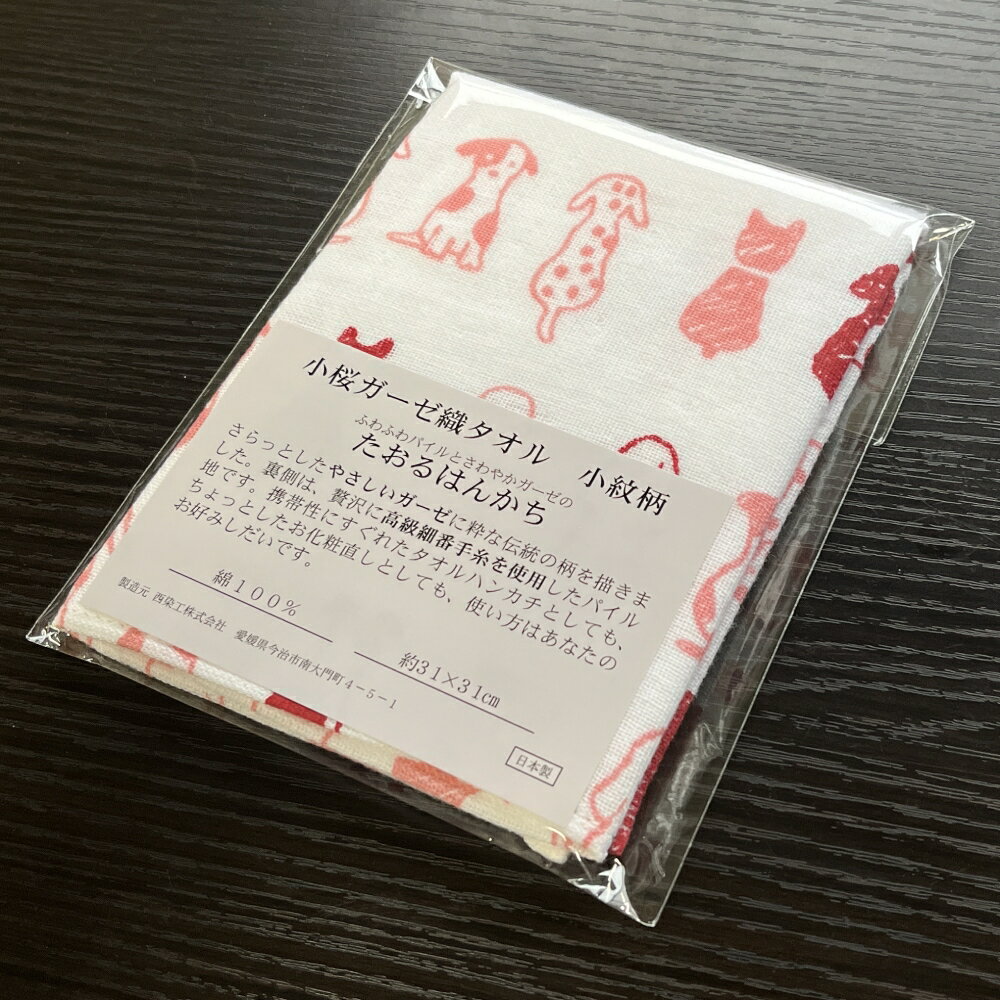 小桜ガーゼ織タオル　小紋柄
ふわふわパイルとさわやかガーゼの
たおるはんかち
さらっとしたやさしいガーゼに粋な伝統の柄を描きま
した。裏側は、贅沢に高級細番手糸を使用したパイル
地です。携帯性にすぐれたタオルハンカチとしても、
ちょっとしたお化粧直しとしても、使い方はあなたの
お好みしだいです。
綿１００％
約31×31㎝
製造元 西染工株式会社　愛媛県今治市南大門町４－５－１
日本製